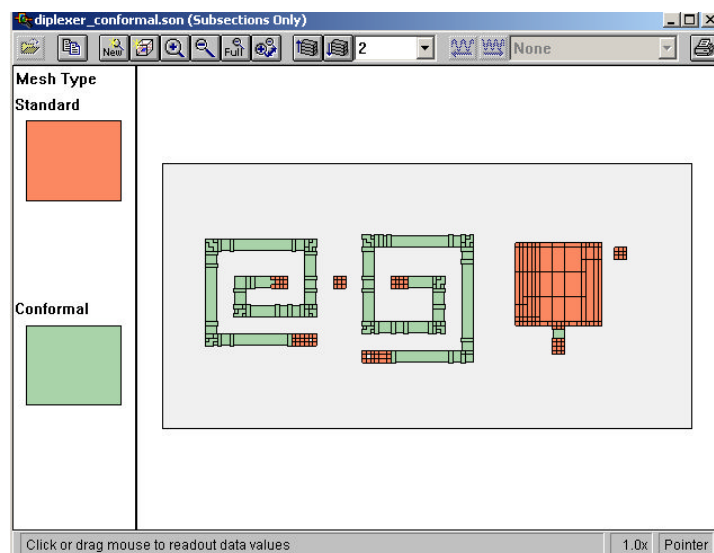 diplexer_conformal.son (Subsections Only)
New
Full
2
None
Mesh Type
Standard
Conformal
Click or drag mouse to readout data values
1.0x
Pointer